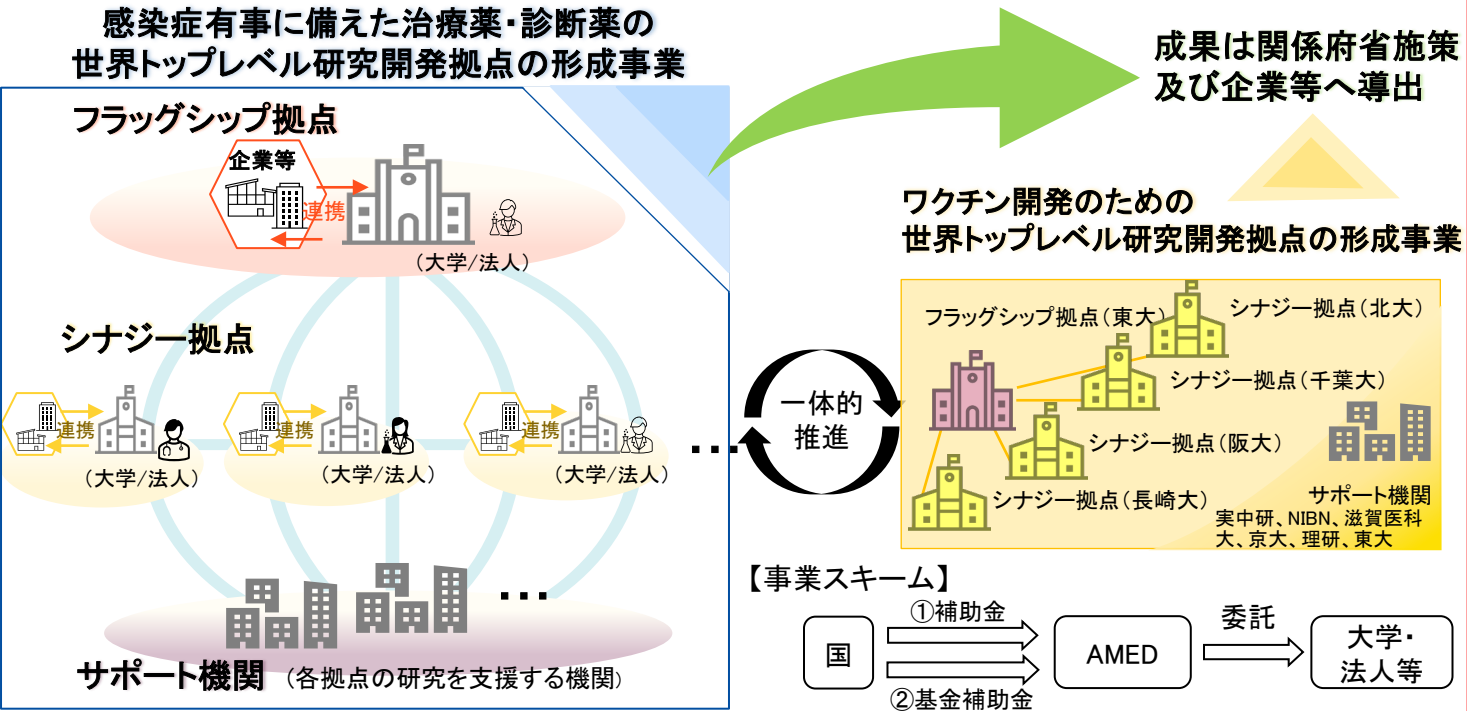 感染症有事に備えた治療薬・診断薬の
世界トップレベル研究開発拠点の形成事業
フラッグシップ拠点
企業等
連携
（大学/法人）
シナジー拠点
連携
（大学/法人）
連携
（大学/法人）
連携
（大学/法人）
…
…
サポート機関（各拠点の研究を支援する機関）
一体的
推進
成果は関係府省施策
及び企業等へ導出
ワクチン開発のための
世界トップレベル研究開発拠点の形成事業
フラッグシップ拠点（東大）
シナジー拠点（北大）
シナジー拠点（千葉大）
シナジー拠点（阪大）
シナジー拠点（長崎大）
サポート機関
実中研、NIBN、滋賀医科
大、京大、理研、東大
【事業スキーム】
国
①補助金
②基金補助金
AMED
委託
大学・
法人等